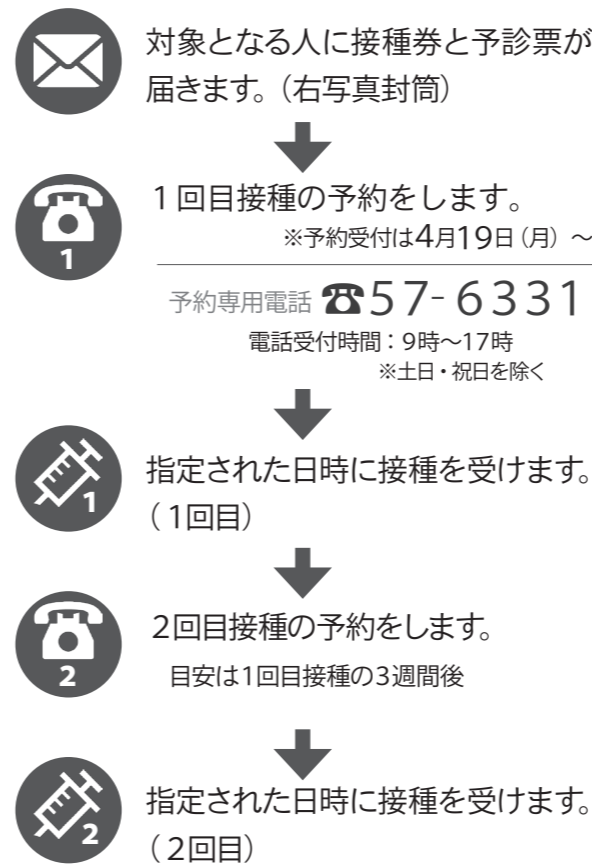 対象となる人に接種券と予診票が
届きます。（右写真封筒）
1
1回目接種の予約をします。
※予約受付は4月19日（月）～
予約専用電話 ☎57-6331
電話受付時間：9時～17時
※土日・祝日を除く
1
指定された日時に接種を受けます。
（1回目）
2
2回目接種の予約をします。
目安は1回目接種の3週間後
2
指定された日時に接種を受けます。
（2回目）